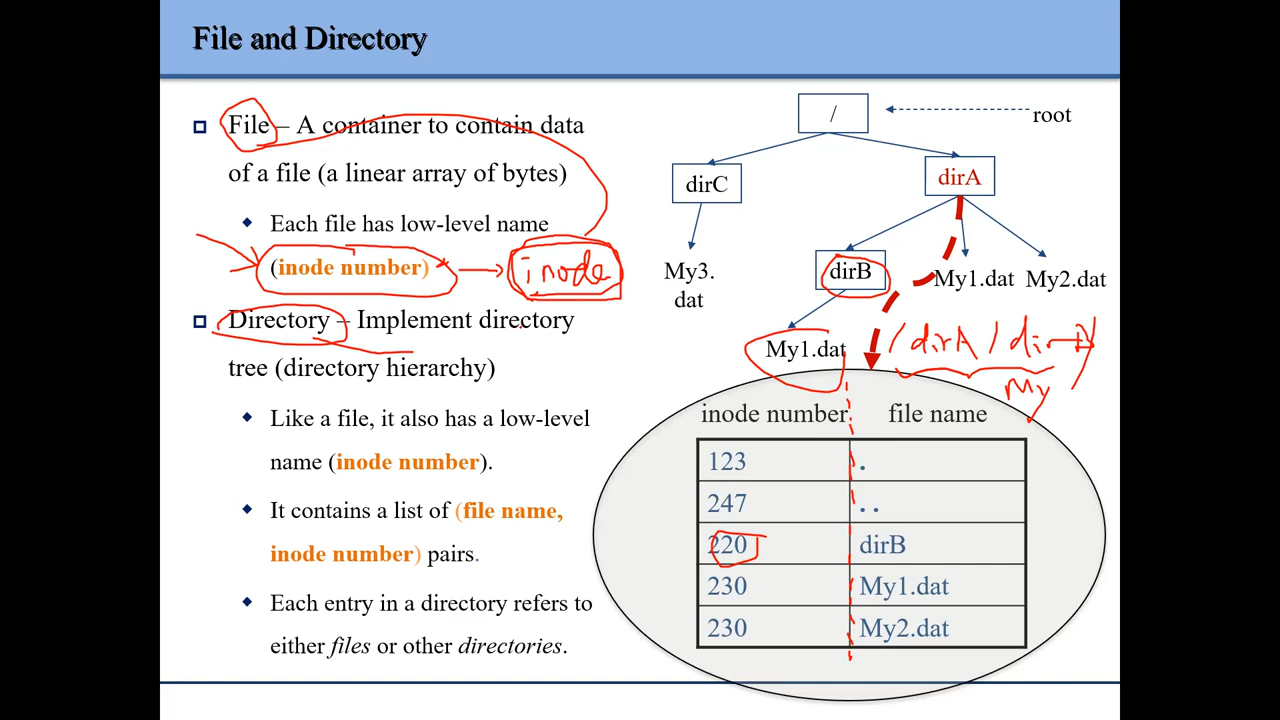 File and Directory
File – A container to contain data
of a file (a linear array of bytes)
Each file has low-level name
(inode number)
inode
Directory – Implement directory
tree (directory hierarchy)
Like a file, it also has a low-level
name (inode number).
It contains a list of (file name,
inode number) pairs.
Each entry in a directory refers to
either files or other directories.
/
root
dirC
dirA
My3.
dat
dirB
My1.dat
My2.dat
My1.dat
/dirA/dir
My
inode number file name
123 .
247 . .
220 dirB
230 My1.dat
230 My2.dat